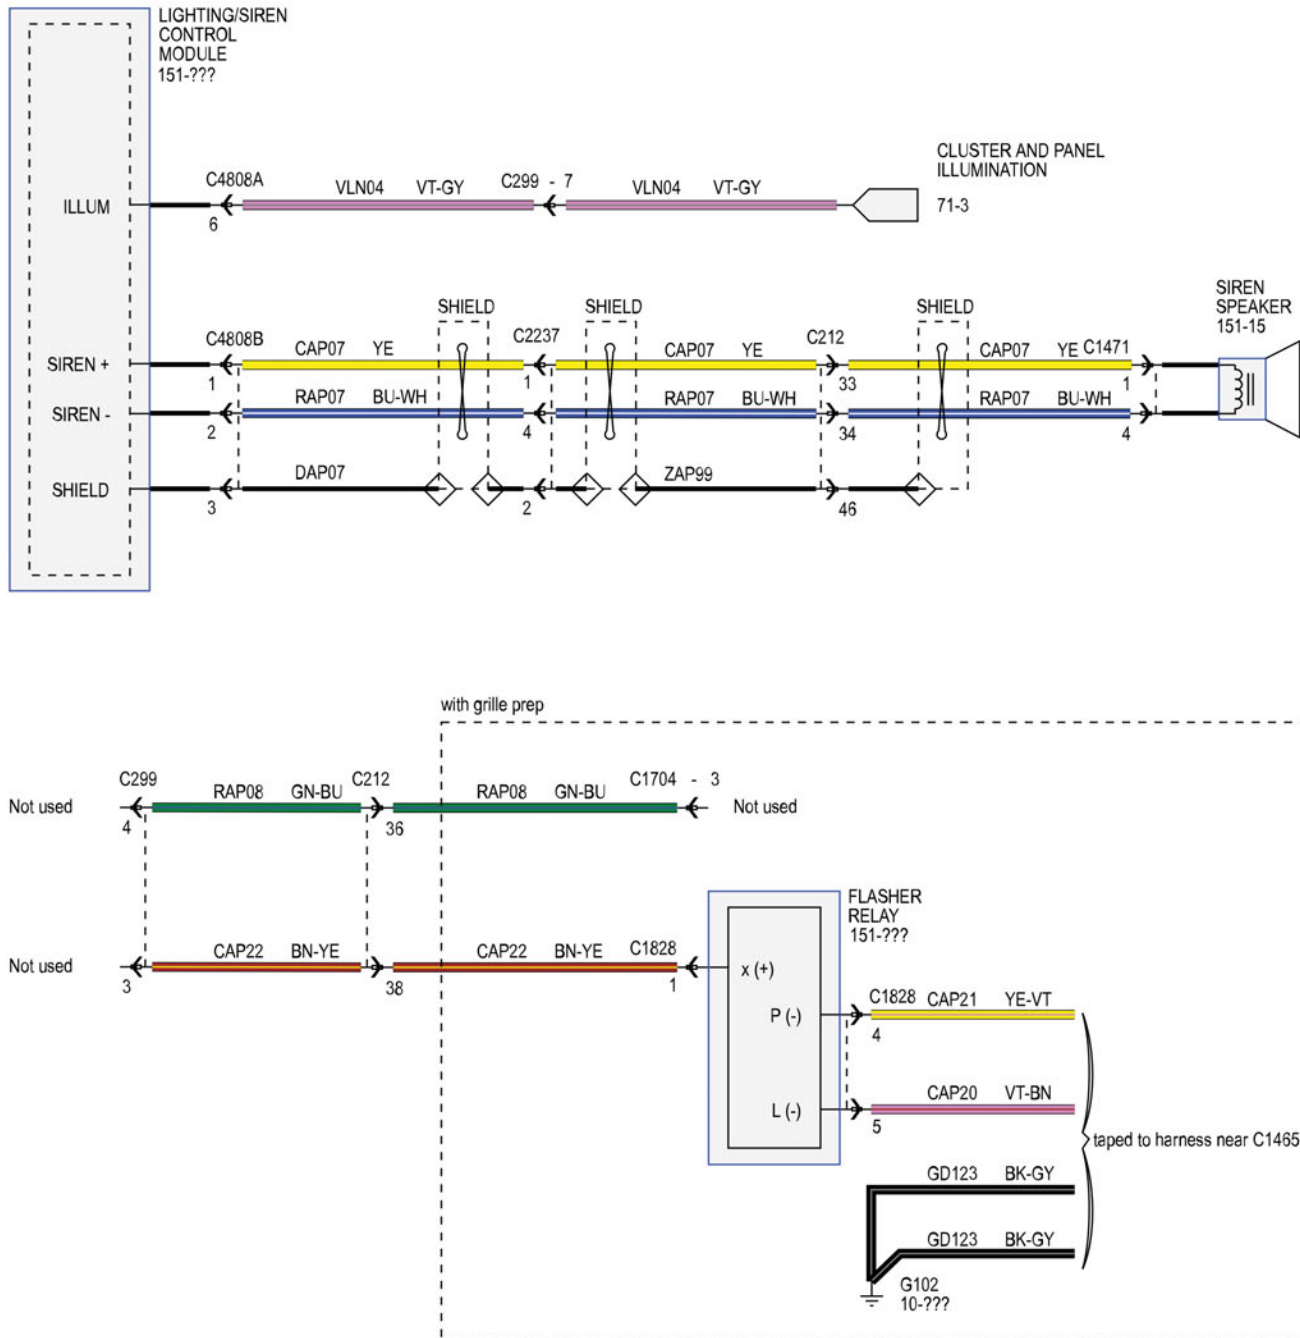 LIGHTING/SIREN
CONTROL
MODULE
151-???
CLUSTER AND PANEL
ILLUMINATION
71-3
C4808A
VLN04 VT-GY
C299 - 7
VLN04 VT-GY
ILLUM
6
SHIELD
SHIELD
SHIELD
SIREN
SPEAKER
151-15
C4808B
CAP07 YE
C2237
CAP07 YE
C212
CAP07 YE
C1471
SIREN +
1
1
33
1
RAP07 BU-WH
RAP07 BU-WH
RAP07 BU-WH
SIREN -
2
4
34
4
DAP07
ZAP99
SHIELD
3
2
46
with grille prep
C299
RAP08 GN-BU
C212
RAP08 GN-BU
C1704 - 3
Not used
Not used
4
36
FLASHER
RELAY
151-???
CAP22 BN-YE
CAP22 BN-YE
C1828
Not used
3
38
1
x (+)
C1828
CAP21 YE-VT
P (-)
4
CAP20 VT-BN
L (-)
5
taped to harness near C1465
GD123 BK-GY
GD123 BK-GY
G102
10-???